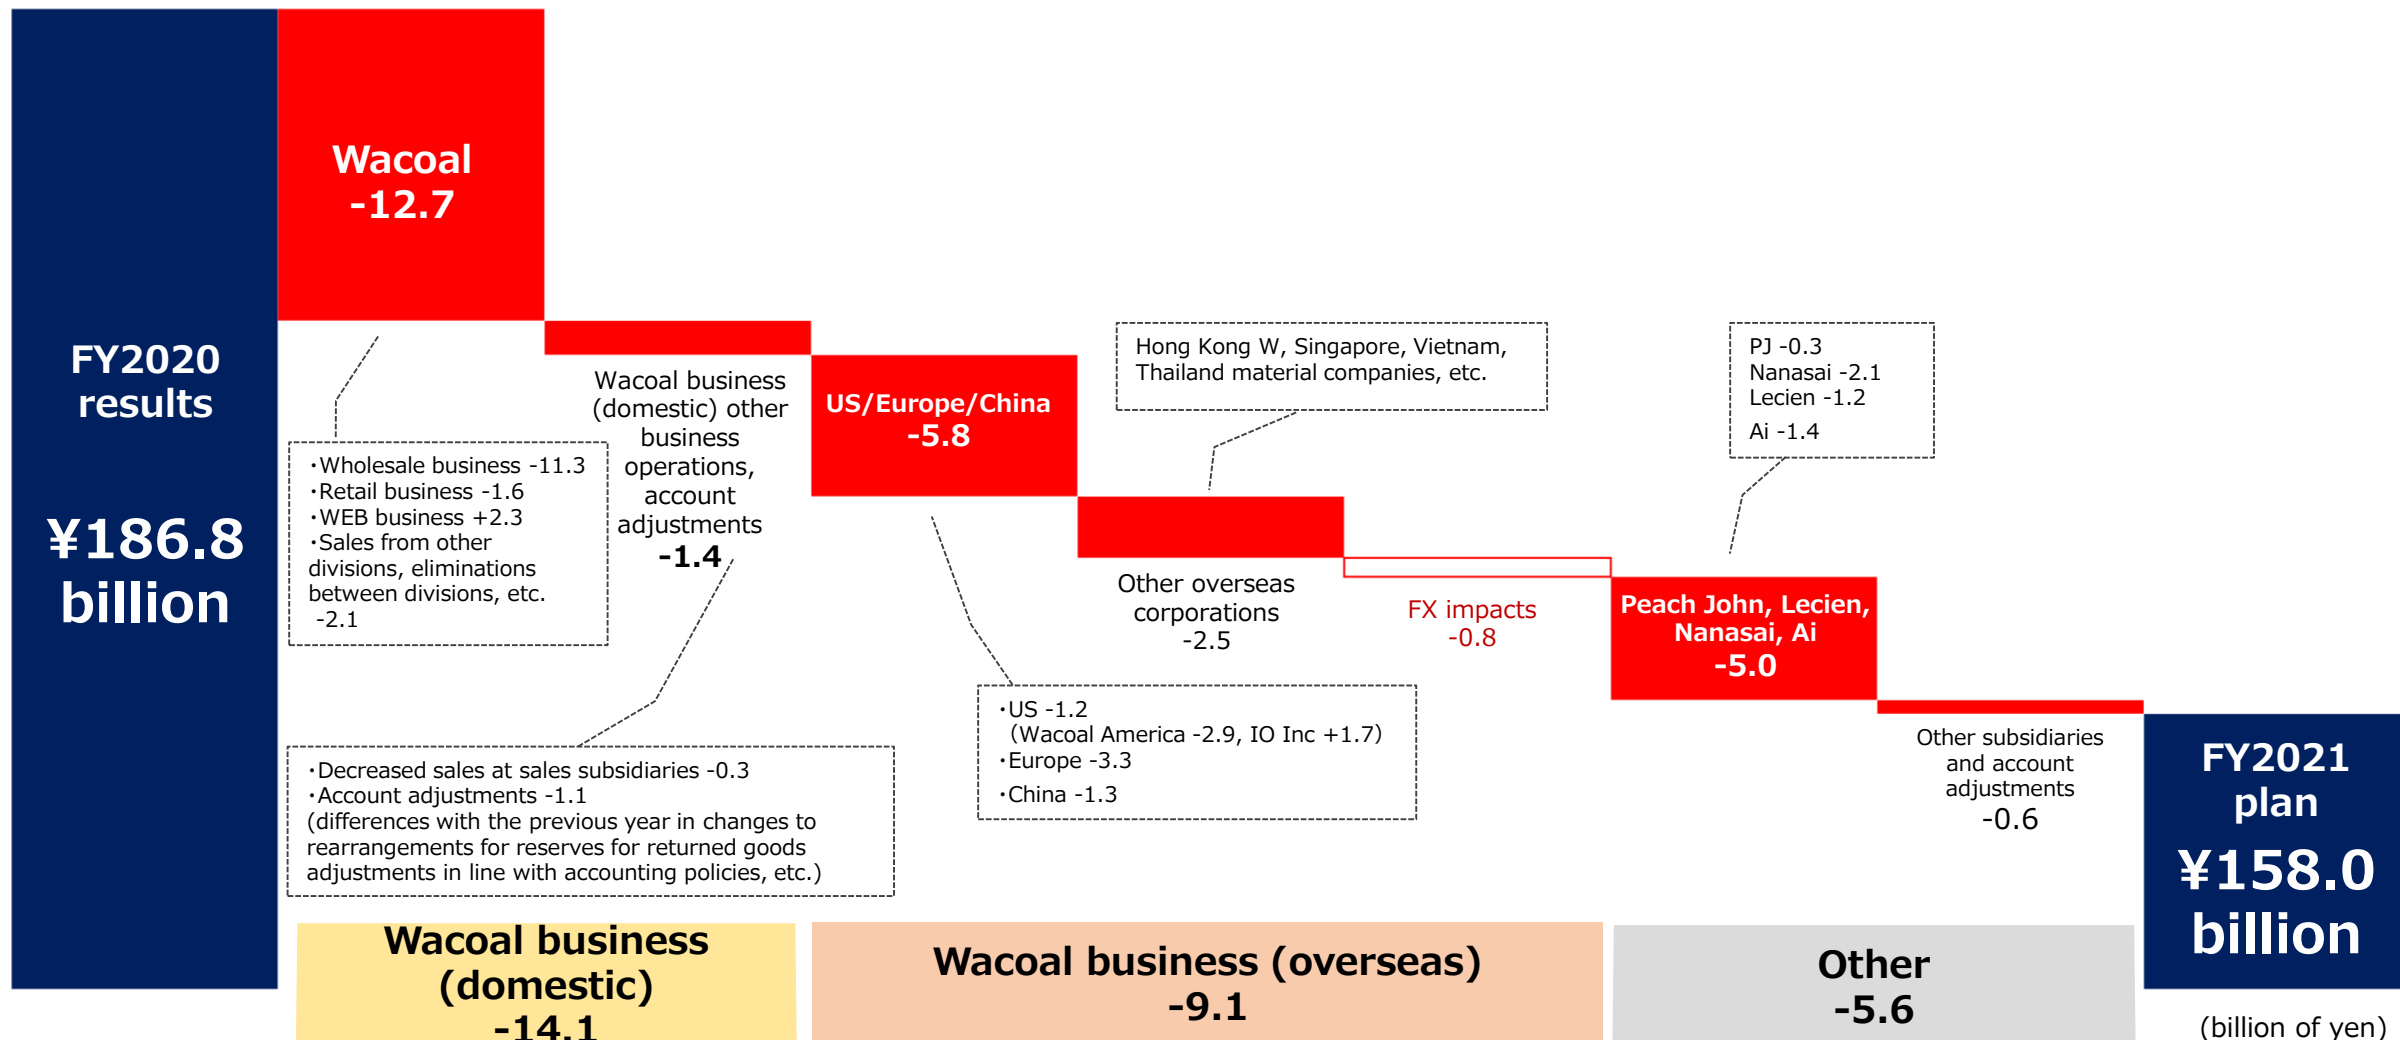 FY2020
results
¥186.8
billion
Wacoal
-12.7
・Wholesale business -11.3
・Retail business -1.6
・WEB business +2.3
・Sales from other
divisions, eliminations
between divisions, etc.
-2.1
Wacoal business
(domestic) other
business
operations,
account
adjustments
-1.4
・Decreased sales at sales subsidiaries -0.3
・Account adjustments -1.1
(differences with the previous year in changes to
rearrangements for reserves for returned goods
adjustments in line with accounting policies, etc.)
US/Europe/China
-5.8
・US -1.2
（Wacoal America -2.9, IO Inc +1.7）
・Europe -3.3
・China -1.3
Hong Kong W, Singapore, Vietnam,
Thailand material companies, etc.
Other overseas
corporations
-2.5
FX impacts
-0.8
PJ -0.3
Nanasai -2.1
Lecien -1.2
Ai -1.4
Peach John, Lecien,
Nanasai, Ai
-5.0
Other subsidiaries
and account
adjustments
-0.6
FY2021
plan
¥158.0
billion
Wacoal business
(domestic)
-14.1
Wacoal business (overseas)
-9.1
Other
-5.6
(billion of yen)